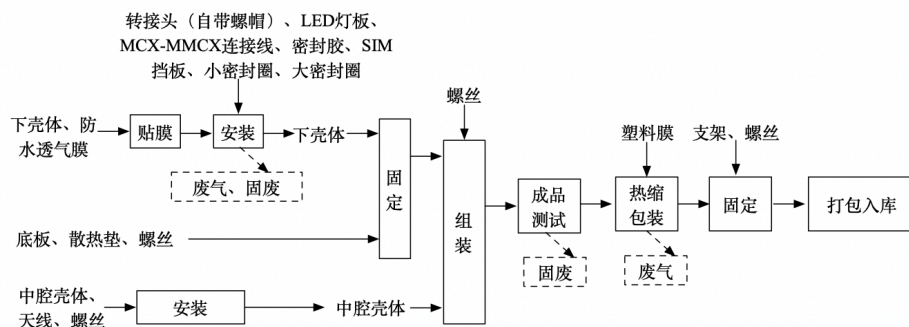 转接头（自带螺帽）、LED灯板、
MCX-MMCX连接线、密封胶、SIM
挡板、小密封圈、大密封圈
下壳体、防
水透气膜
贴膜
安装
下壳体
废气、固废
底板、散热垫、螺丝
固
定
中腔壳体、
天线、螺丝
安装
中腔壳体
螺丝
组
装
成品
测试
固废
塑料膜
热缩
包装
废气
支架、螺丝
固定
打包入库